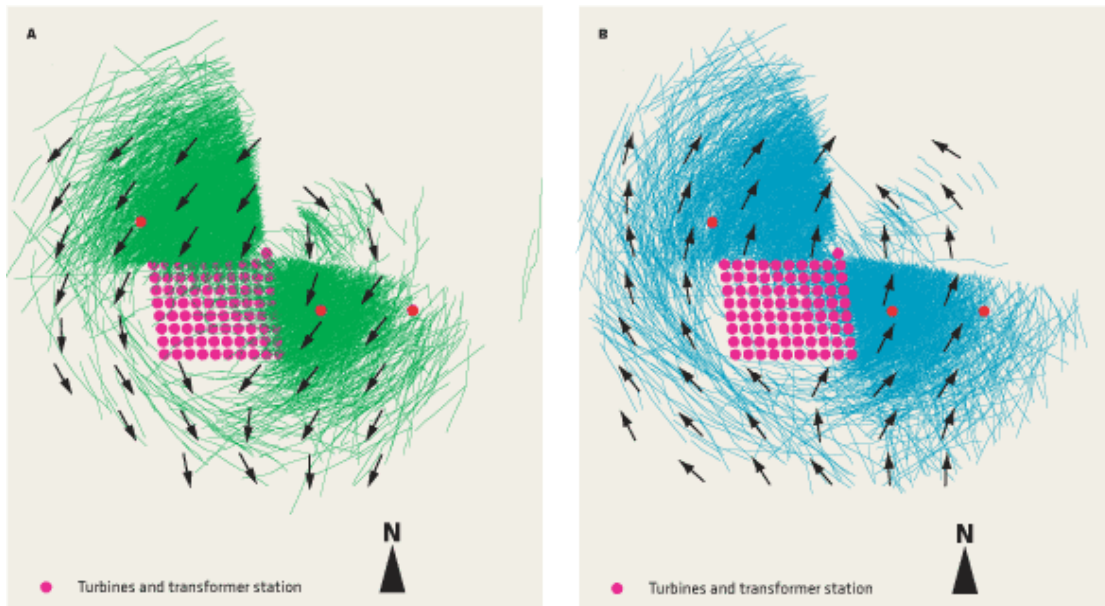 A
B
N
N
Turbines and transformer station
Turbines and transformer station